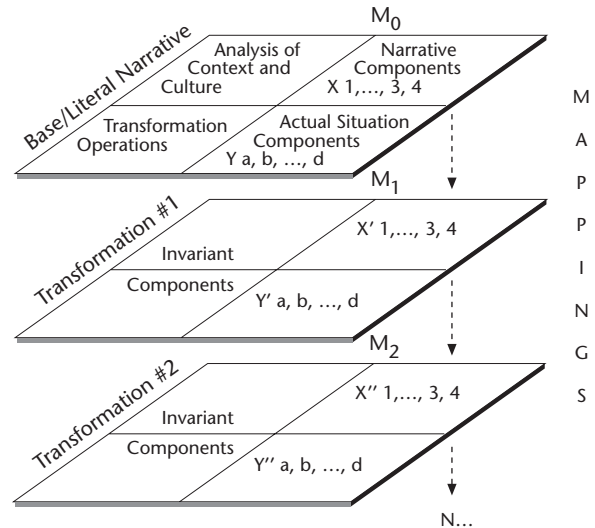 M0
Base/Literal Narrative
Analysis of
Context and
Culture
Narrative
Components
X 1,..., 3, 4
Transformation
Operations
Actual Situation
Components
Y a, b, ..., d
M1
Transformation #1
X' 1,..., 3, 4
Invariant
Components
Y' a, b, ..., d
M2
Transformation #2
X'' 1,..., 3, 4
Invariant
Components
Y'' a, b, ..., d
N...
M
A
P
P
I
N
G
S